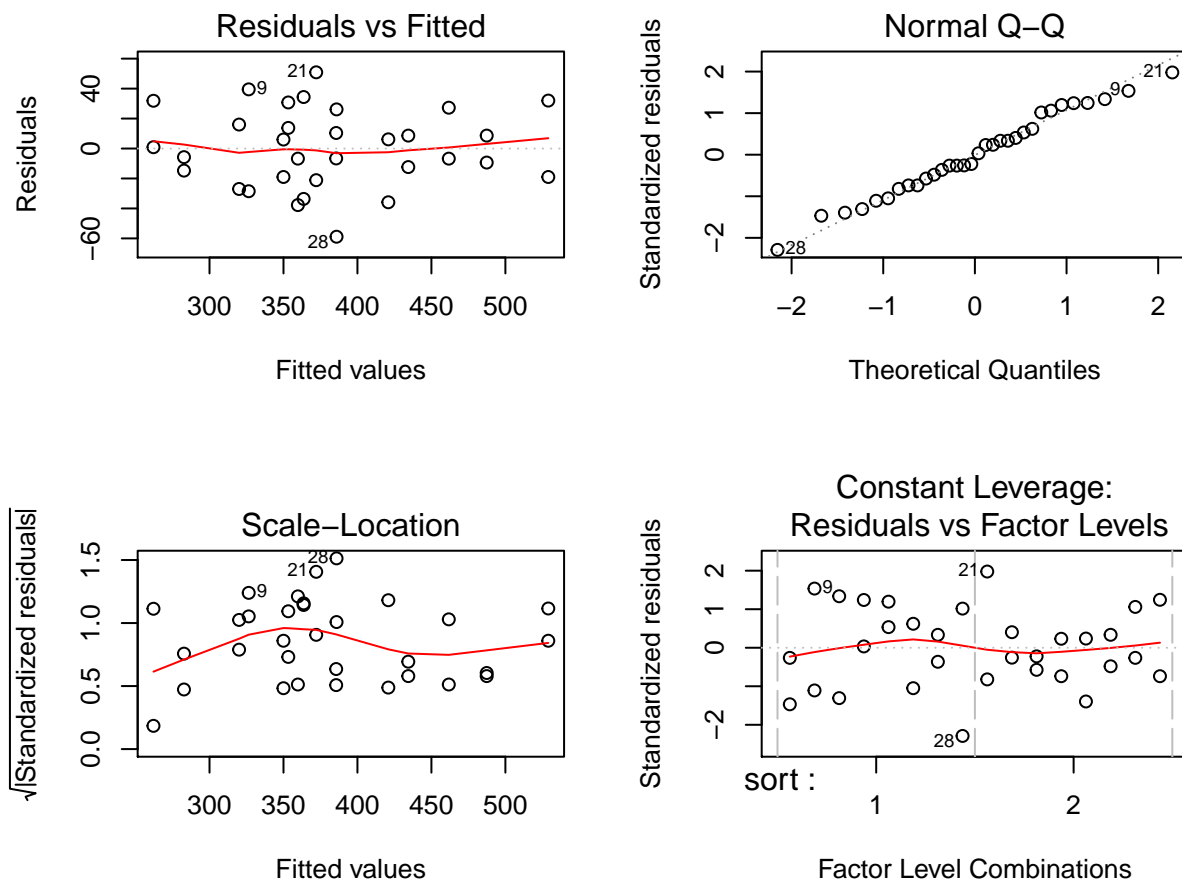 Residuals vs Fitted
Residuals
40
0
−60
21
9
28
300 350 400 450 500
Fitted values
Normal Q−Q
Standardized residuals
2
0
−2
21
9
28
−2 −1 0 1 2
Theoretical Quantiles
Scale−Location
√|Standardized residuals|
1.5
1.0
0.5
0.0
28
21
9
300 350 400 450 500
Fitted values
Constant Leverage:
Residuals vs Factor Levels
Standardized residuals
2
1
0
−2
21
9
28
sort :
1 2
Factor Level Combinations